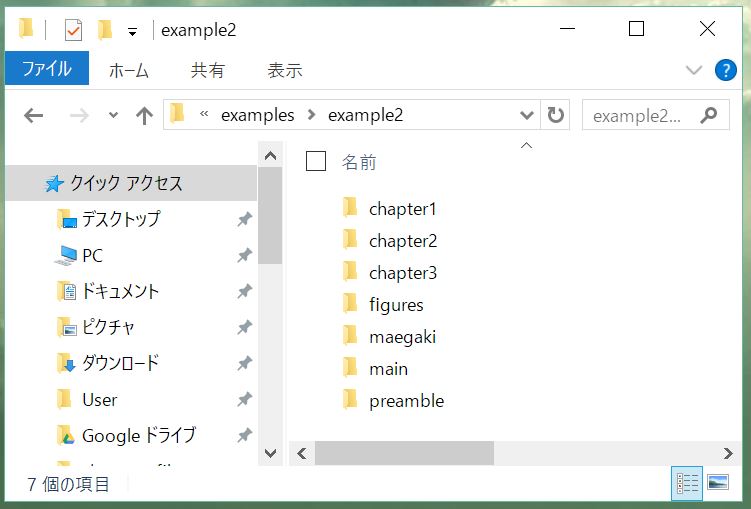 example2
ファイル
ホーム
共有
表示
?
« examples > example2
example2...
クイック アクセス
デスクトップ
PC
ドキュメント
ピクチャ
ダウンロード
User
Google ドライブ
名前
chapter1
chapter2
chapter3
figures
maegaki
main
preamble
7 個の項目